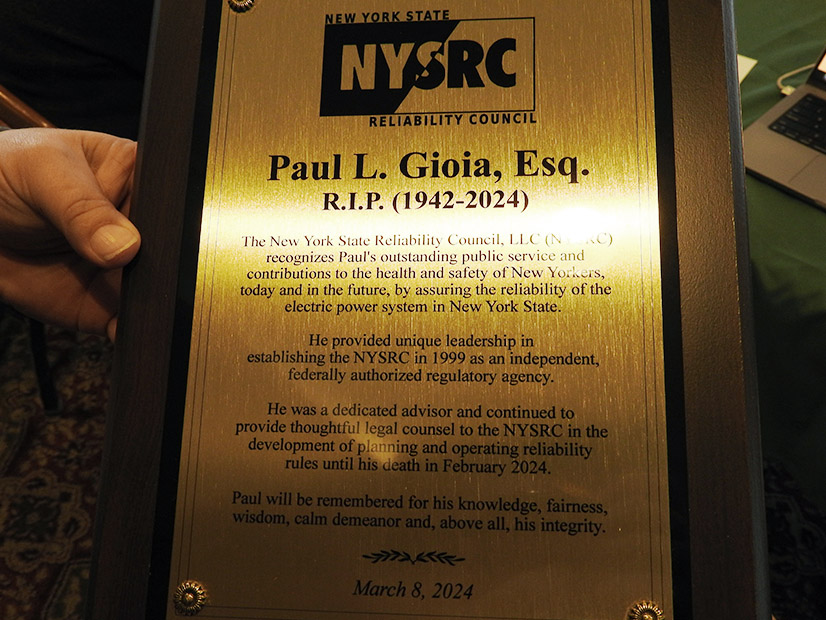 NEW YORK STATE
NYSRC
RELIABILITY COUNCIL
Paul L. Gioia, Esq.
R.I.P. (1942-2024)
The New York State Reliability Council, LLC (NYSRC)
recognizes Paul's outstanding public service and
contributions to the health and safety of New Yorkers,
today and in the future, by assuring the reliability of the
electric power system in New York State.
He provided unique leadership in
establishing the NYSRC in 1999 as an independent,
federally authorized regulatory agency.
He was a dedicated advisor and continued to
provide thoughtful legal counsel to the NYSRC in the
development of planning and operating reliability
rules until his death in February 2024.
Paul will be remembered for his knowledge, fairness,
wisdom, calm demeanor and, above all, his integrity.
March 8, 2024